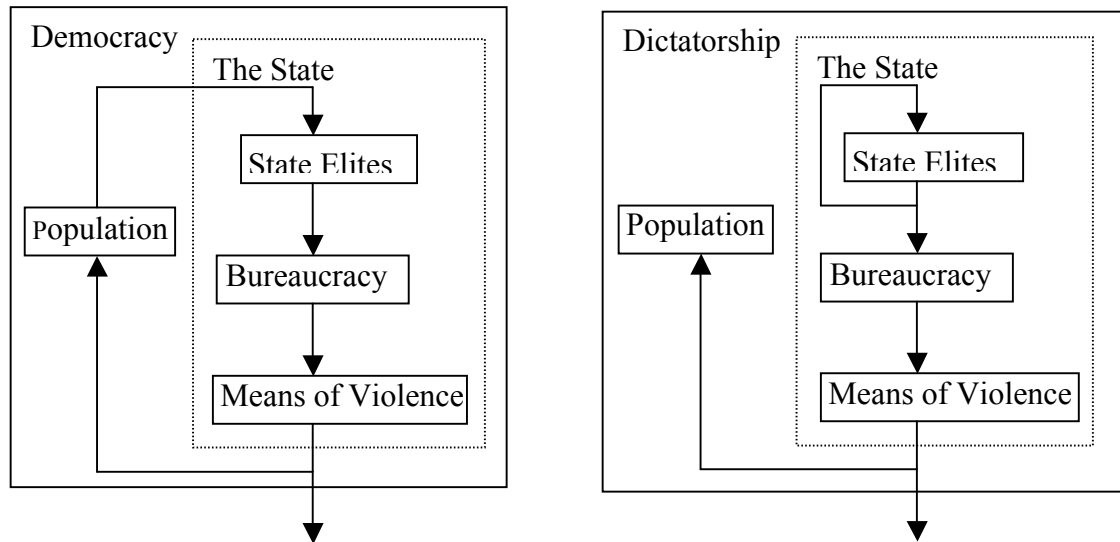 Democracy
The State
State Elites
Population
Bureaucracy
Means of Violence
Dictatorship
The State
State Elites
Population
Bureaucracy
Means of Violence